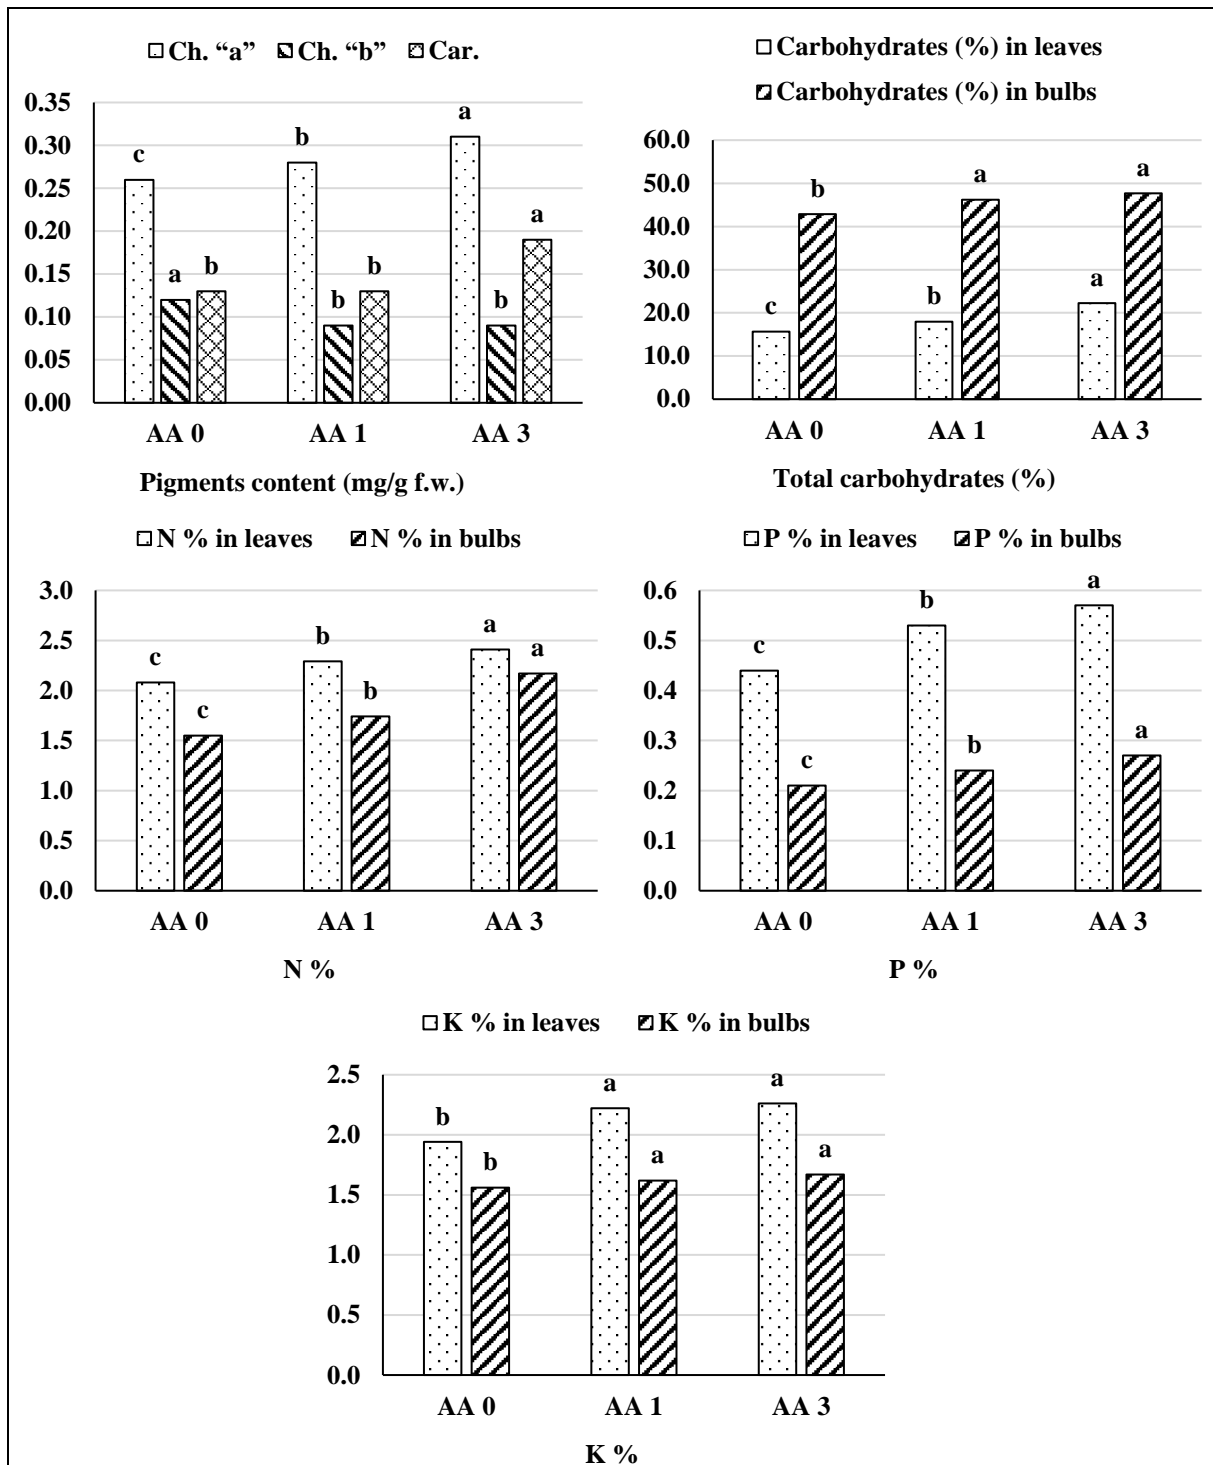 Ch. “a” Ch. “b” Car.
0.35
0.30
0.25
0.20
0.15
0.10
0.05
0.00
c a b
b b b
a b a
AA 0 AA 1 AA 3
Pigments content (mg/g f.w.)
Carbohydrates (%) in leaves
Carbohydrates (%) in bulbs
60.0
50.0
40.0
30.0
20.0
10.0
0.0
c b
b a
a a
AA 0 AA 1 AA 3
Total carbohydrates (%)
N % in leaves N % in bulbs
3.0
2.5
2.0
1.5
1.0
0.5
0.0
c c
b b
a a
AA 0 AA 1 AA 3
N %
P % in leaves P % in bulbs
0.6
0.5
0.4
0.3
0.2
0.1
0.0
c c
b b
a a
AA 0 AA 1 AA 3
P %
K % in leaves K % in bulbs
2.5
2.0
1.5
1.0
0.5
0.0
b b
a a
a a
AA 0 AA 1 AA 3
K %